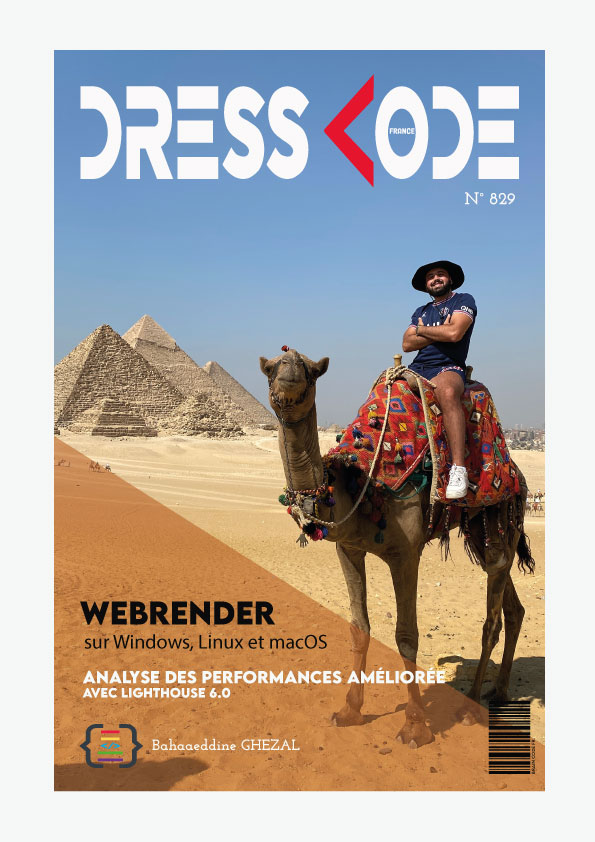 DRESS CODE
FRANCE
N° 829
WEBRENDER
sur Windows, Linux et macOS
ANALYSE DES PERFORMANCES AMÉLIORÉE
AVEC LIGHTHOUSE 6.0
Bahaaeddine GHEZAL